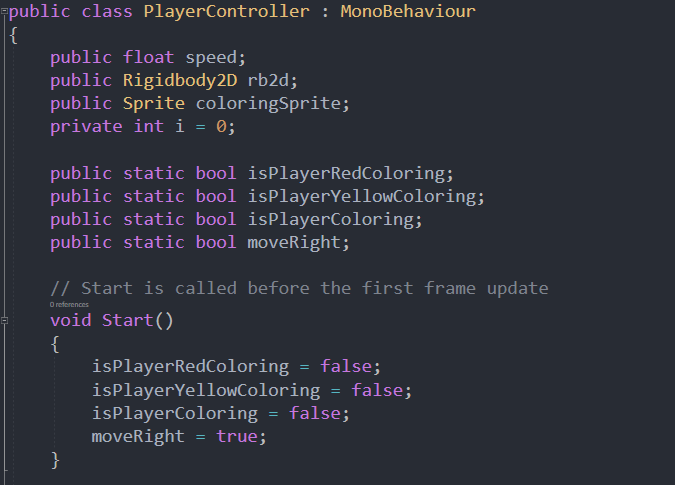 public class PlayerController : MonoBehaviour
{
    public float speed;
    public Rigidbody2D rb2d;
    public Sprite coloringSprite;
    private int i = 0;

    public static bool isPlayerRedColoring;
    public static bool isPlayerYellowColoring;
    public static bool isPlayerColoring;
    public static bool moveRight;

    // Start is called before the first frame update
    0 references
    void Start()
    {
        isPlayerRedColoring = false;
        isPlayerYellowColoring = false;
        isPlayerColoring = false;
        moveRight = true;
    }